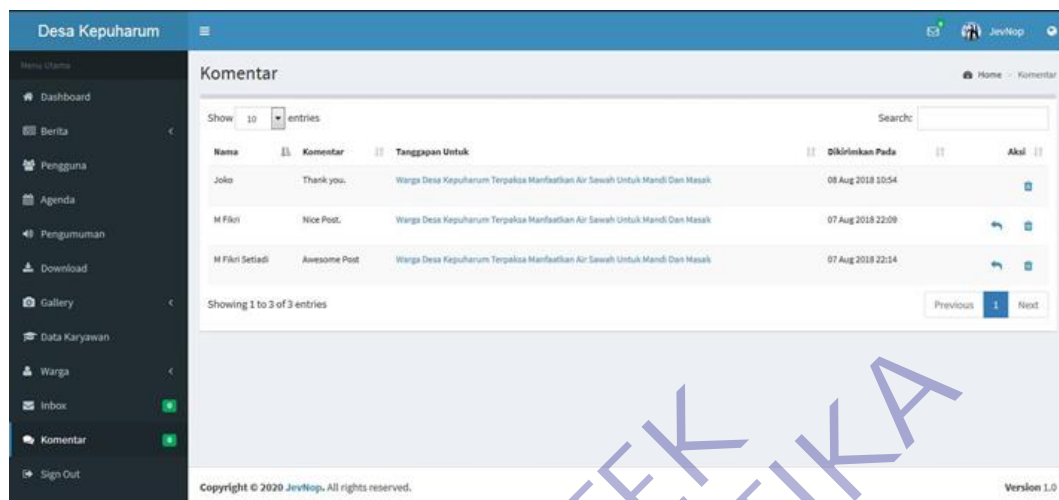 Desa Kepuharum
JevNop
Menu Utama
Komentar
Home
Komentar
Dashboard
Berita
Pengguna
Agenda
Pengumuman
Download
Gallery
Data Karyawan
Warga
Inbox 0
Komentar 0
Sign Out
Show 10 entries
Search:
Nama Komentar Tanggapan Untuk Dikirimkan Pada Aksi
Joko Thank you. Warga Desa Kepuharum Terpaksa Manfaatkan Air Sawah Untuk Mandi Dan Masak 08 Aug 2018 10:54
M Fikri Nice Post. Warga Desa Kepuharum Terpaksa Manfaatkan Air Sawah Untuk Mandi Dan Masak 07 Aug 2018 22:09
M Fikri Setiadi Awesome Post Warga Desa Kepuharum Terpaksa Manfaatkan Air Sawah Untuk Mandi Dan Masak 07 Aug 2018 22:14
Showing 1 to 3 of 3 entries
Previous 1 Next
Copyright © 2020 JevNop. All rights reserved.
Version 1.0